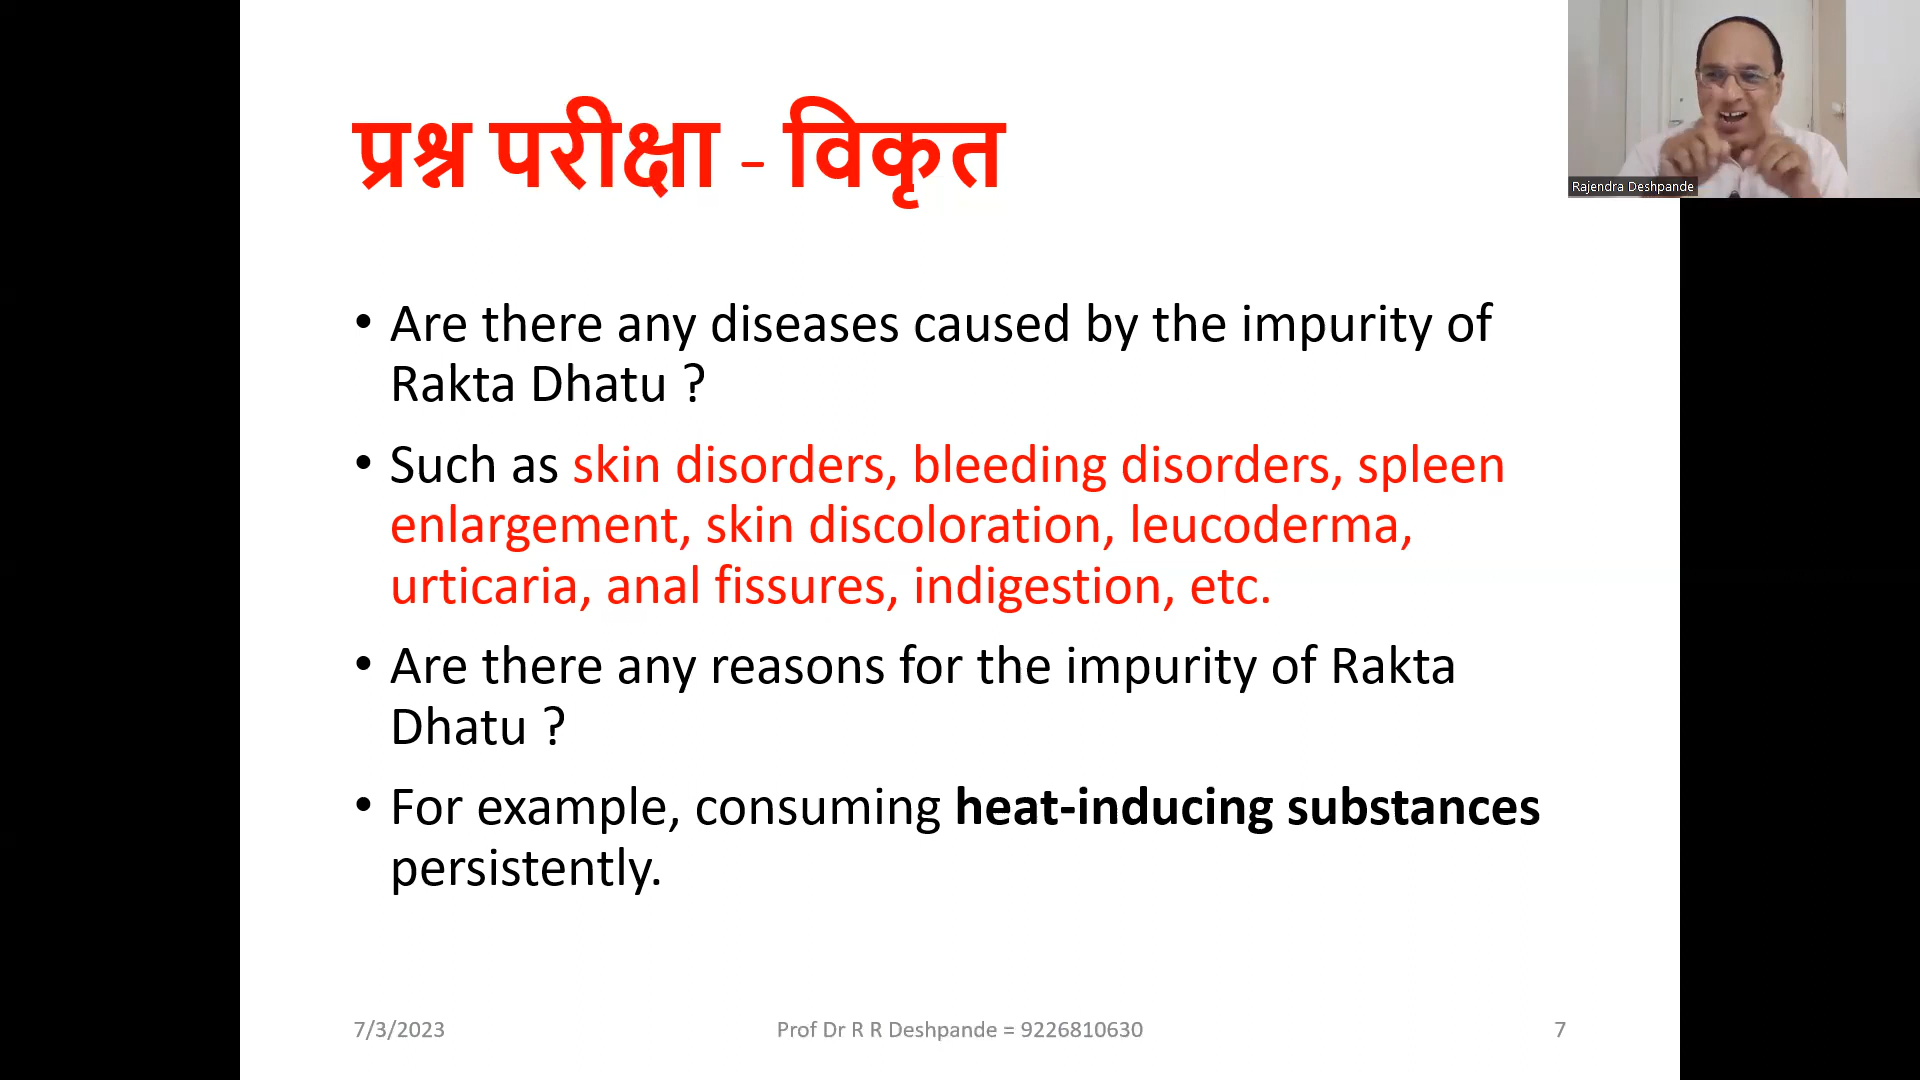 प्रश्न परीक्षा - विकृत
Rajendra Deshpande
• Are there any diseases caused by the impurity of
Rakta Dhatu ?
• Such as skin disorders, bleeding disorders, spleen
enlargement, skin discoloration, leucoderma,
urticaria, anal fissures, indigestion, etc.
• Are there any reasons for the impurity of Rakta
Dhatu ?
• For example, consuming heat-inducing substances
persistently.
7/3/2023 Prof Dr R R Deshpande = 9226810630 7